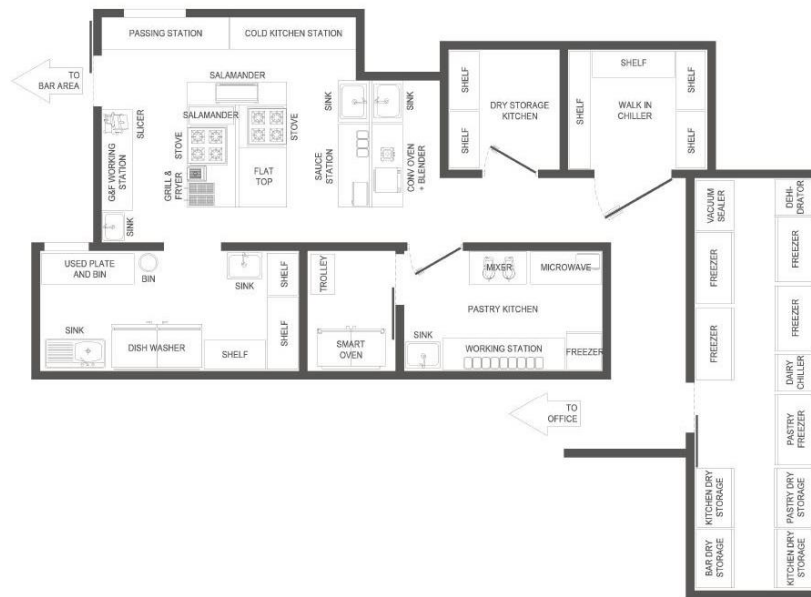 PASSING STATION
COLD KITCHEN STATION
TO
BAR AREA
SALAMANDER
SALAMANDER
SLICER
G&F WORKING
STATION
SINK
STOVE
STOVE
GRILL &
FRYER
FLAT
TOP
SINK
SINK
SAUCE
STATION
CONV OVEN
+ BLENDER
SHELF
SHELF
DRY STORAGE
KITCHEN
SHELF
SHELF
SHELF
SHELF
WALK IN
CHILLER
VACUUM
SEALER
DEHI-
DRATOR
FREEZER
FREEZER
FREEZER
FREEZER
DAIRY
CHILLER
PASTRY
FREEZER
KITCHEN DRY
STORAGE
PASTRY DRY
STORAGE
BAR DRY
STORAGE
KITCHEN DRY
STORAGE
USED PLATE
AND BIN
BIN
SINK
SHELF
SHELF
SINK
DISH WASHER
SHELF
TROLLEY
SMART
OVEN
MIXER
MICROWAVE
PASTRY KITCHEN
SINK
WORKING STATION
FREEZER
TO
OFFICE